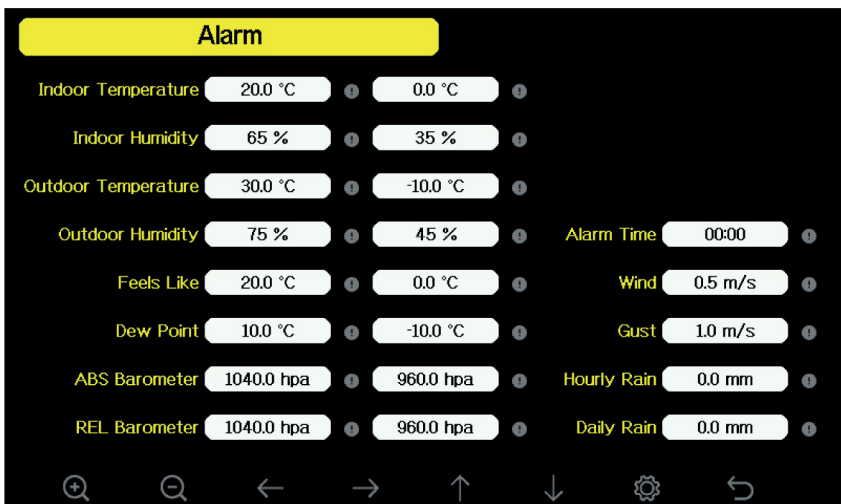 Alarm
Indoor Temperature 20.0 °C 0.0 °C
Indoor Humidity 65 % 35 %
Outdoor Temperature 30.0 °C -10.0 °C
Outdoor Humidity 75 % 45 % Alarm Time 00:00
Feels Like 20.0 °C 0.0 °C Wind 0.5 m/s
Dew Point 10.0 °C -10.0 °C Gust 1.0 m/s
ABS Barometer 1040.0 hpa 960.0 hpa Hourly Rain 0.0 mm
REL Barometer 1040.0 hpa 960.0 hpa Daily Rain 0.0 mm